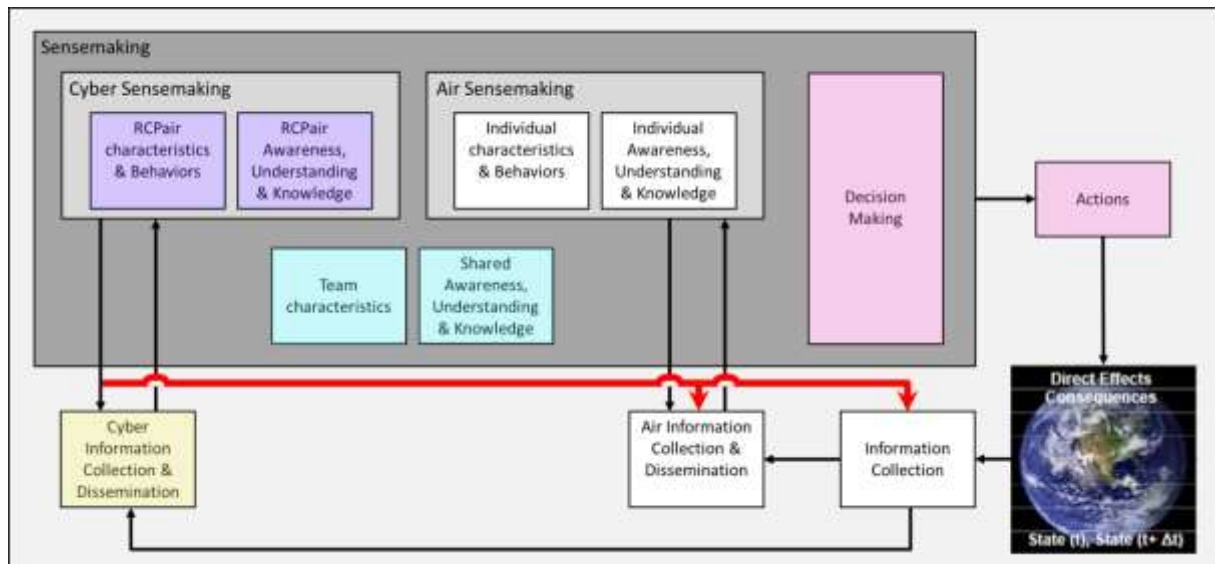 Sensemaking
Cyber Sensemaking
RCPair
characteristics
& Behaviors
RCPair
Awareness,
Understanding
& Knowledge
Air Sensemaking
Individual
characteristics
& Behaviors
Individual
Awareness,
Understanding
& Knowledge
Decision
Making
Actions
Team
characteristics
Shared
Awareness,
Understanding
& Knowledge
Cyber
Information
Collection &
Dissemination
Air Information
Collection &
Dissemination
Information
Collection
Direct Effects
Consequences
State (t), State (t+ Δt)